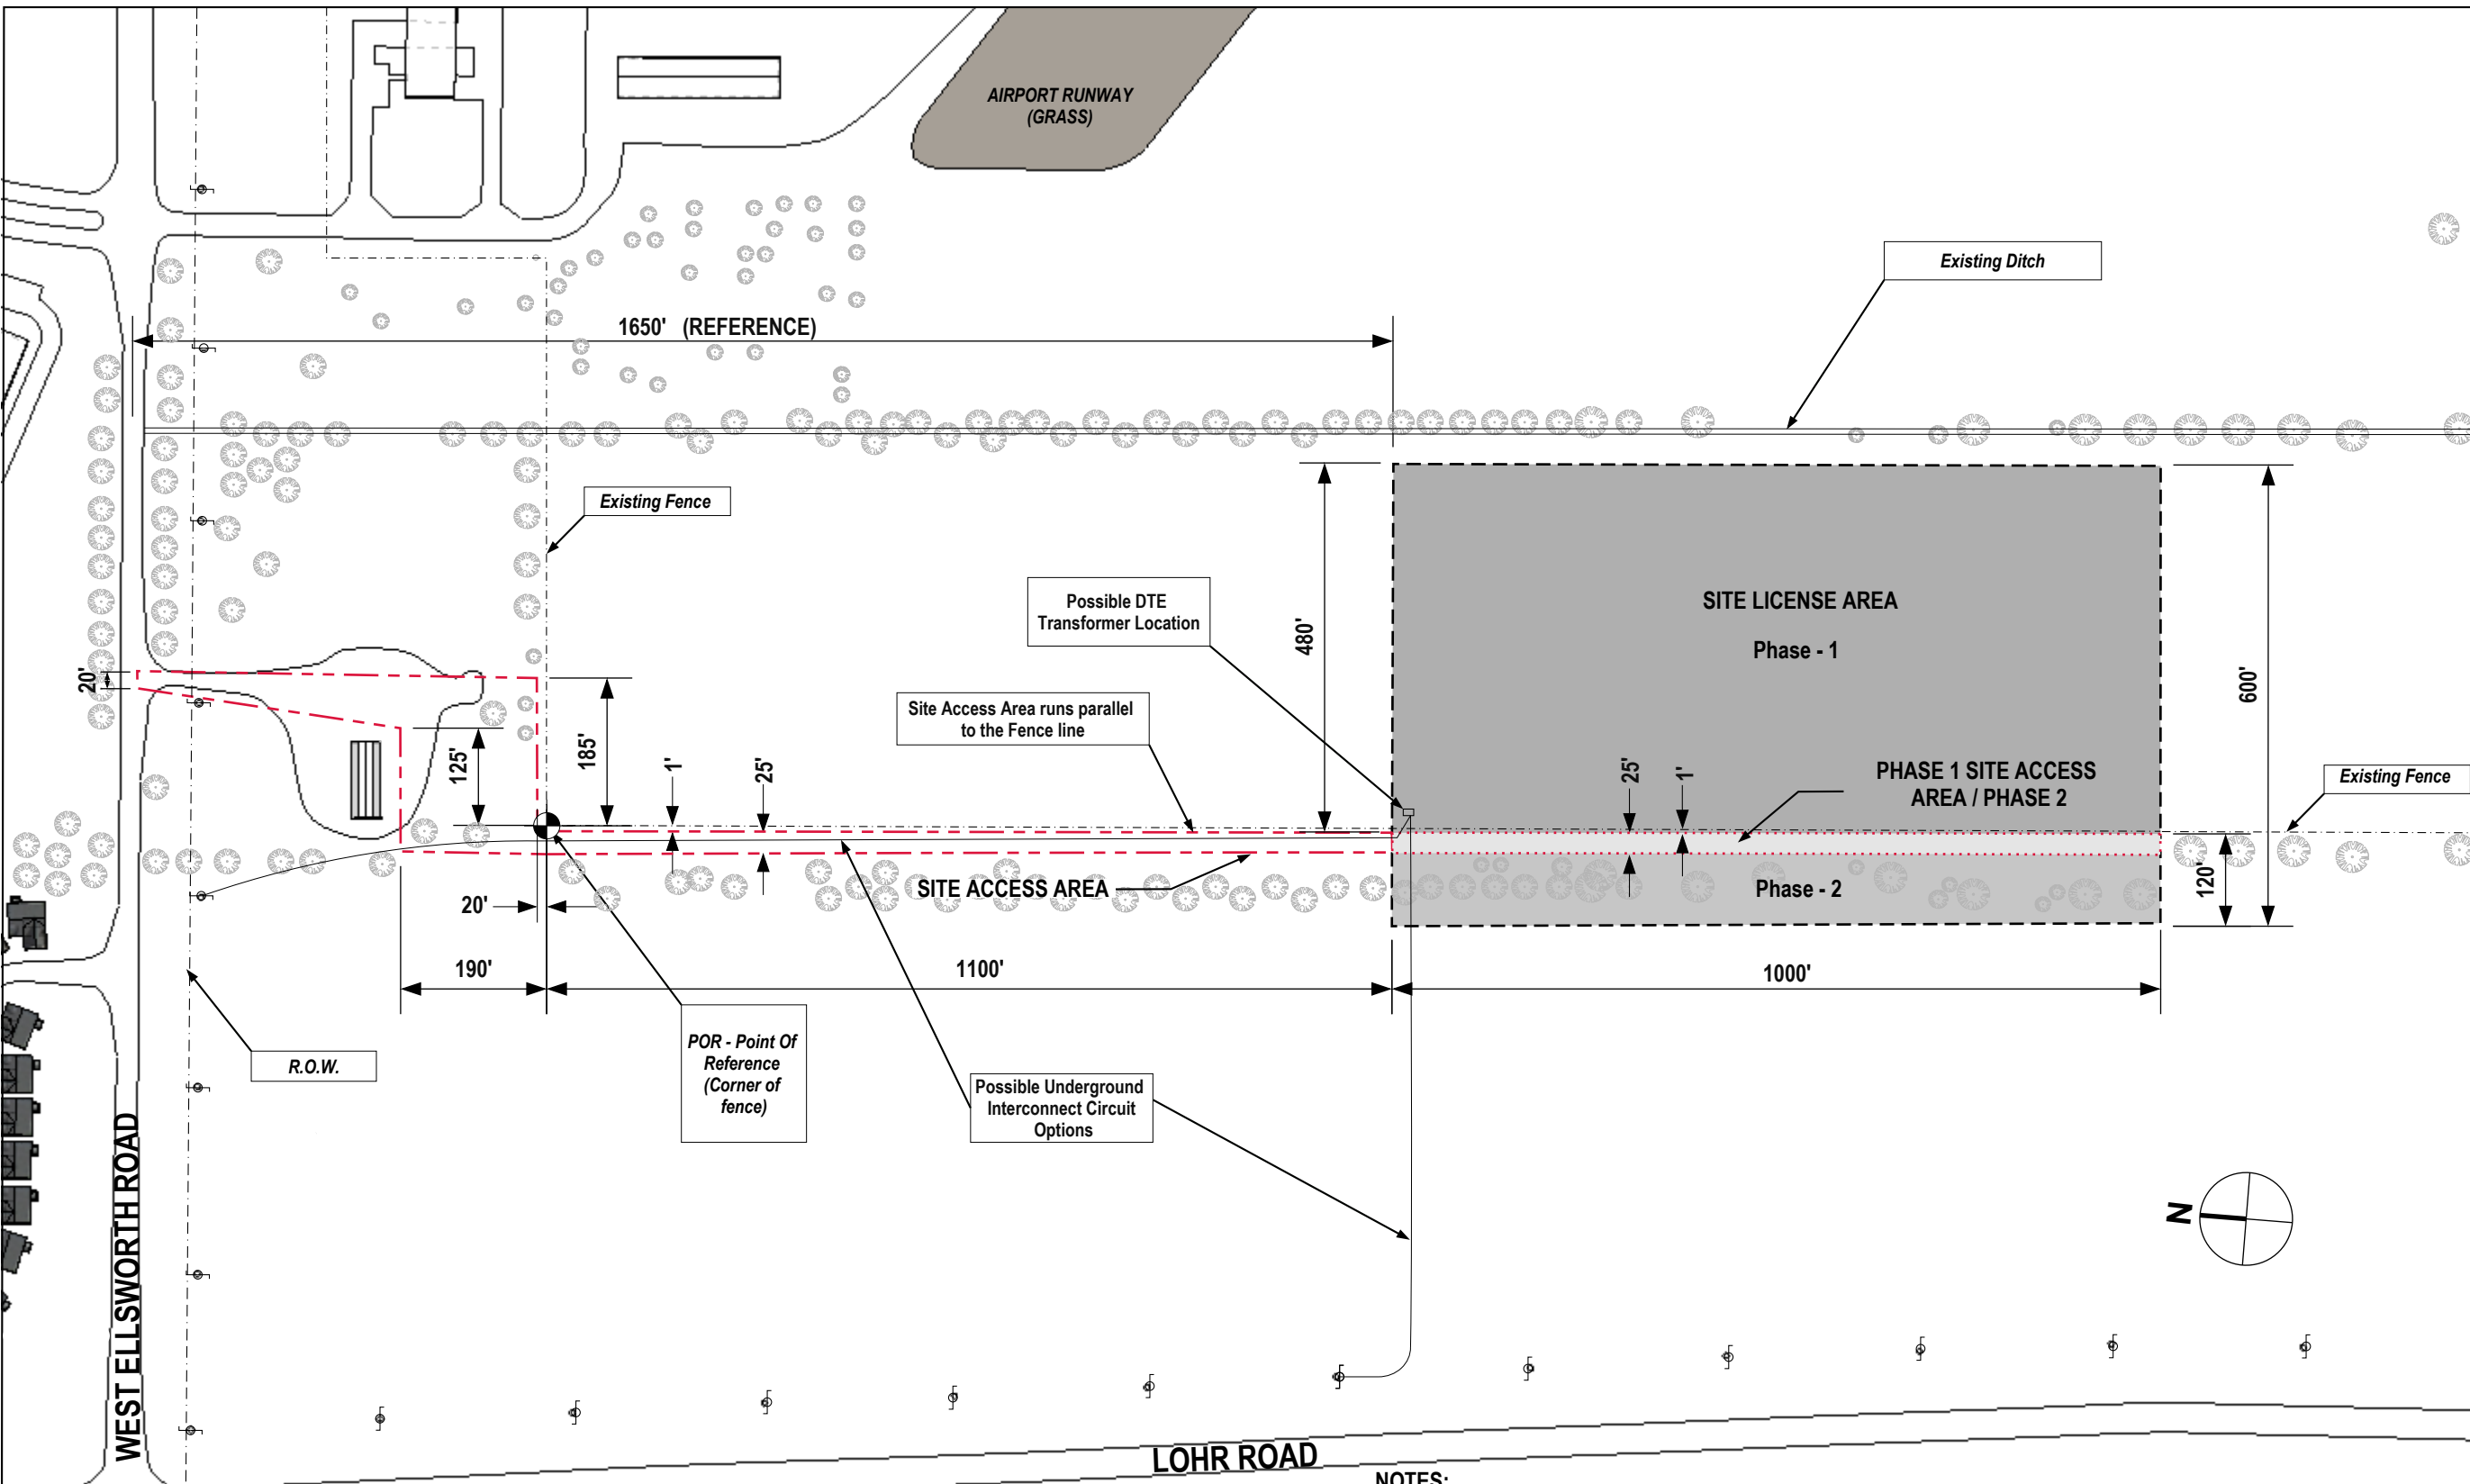 AIRPORT RUNWAY
(GRASS)
Existing Ditch
1650' (REFERENCE)
Existing Fence
Possible DTE
Transformer Location
480'
SITE LICENSE AREA
Phase - 1
600'
20'
Site Access Area runs parallel
to the Fence line
125'
185'
1'
25'
25'
1'
PHASE 1 SITE ACCESS
AREA / PHASE 2
Existing Fence
SITE ACCESS AREA
Phase - 2
120'
20'
190'
1100'
1000'
POR - Point Of
Reference
(Corner of
fence)
R.O.W.
Possible Underground
Interconnect Circuit
Options
WEST ELLSWORTH ROAD
N
LOHR ROAD
NOTES: